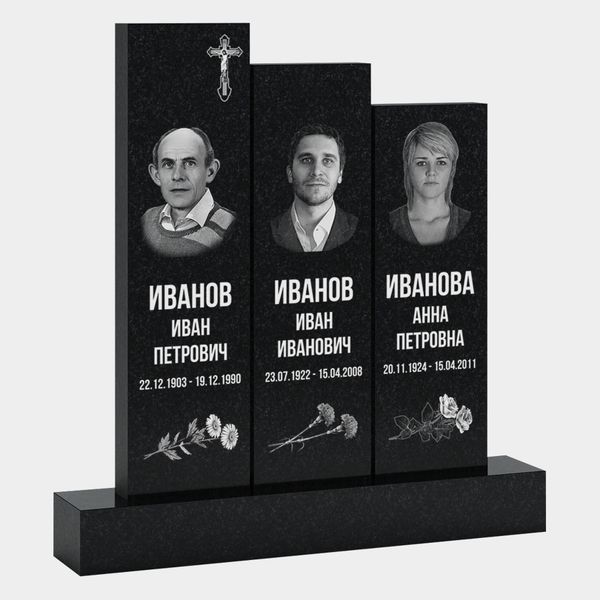 ИВАНОВ
ИВАН
ПЕТРОВИЧ
22.12.1903 - 19.12.1990
ИВАНОВ
ИВАН
ИВАНОВИЧ
23.07.1922 - 15.04.2008
ИВАНОВА
АННА
ПЕТРОВНА
20.11.1924 - 15.04.2011